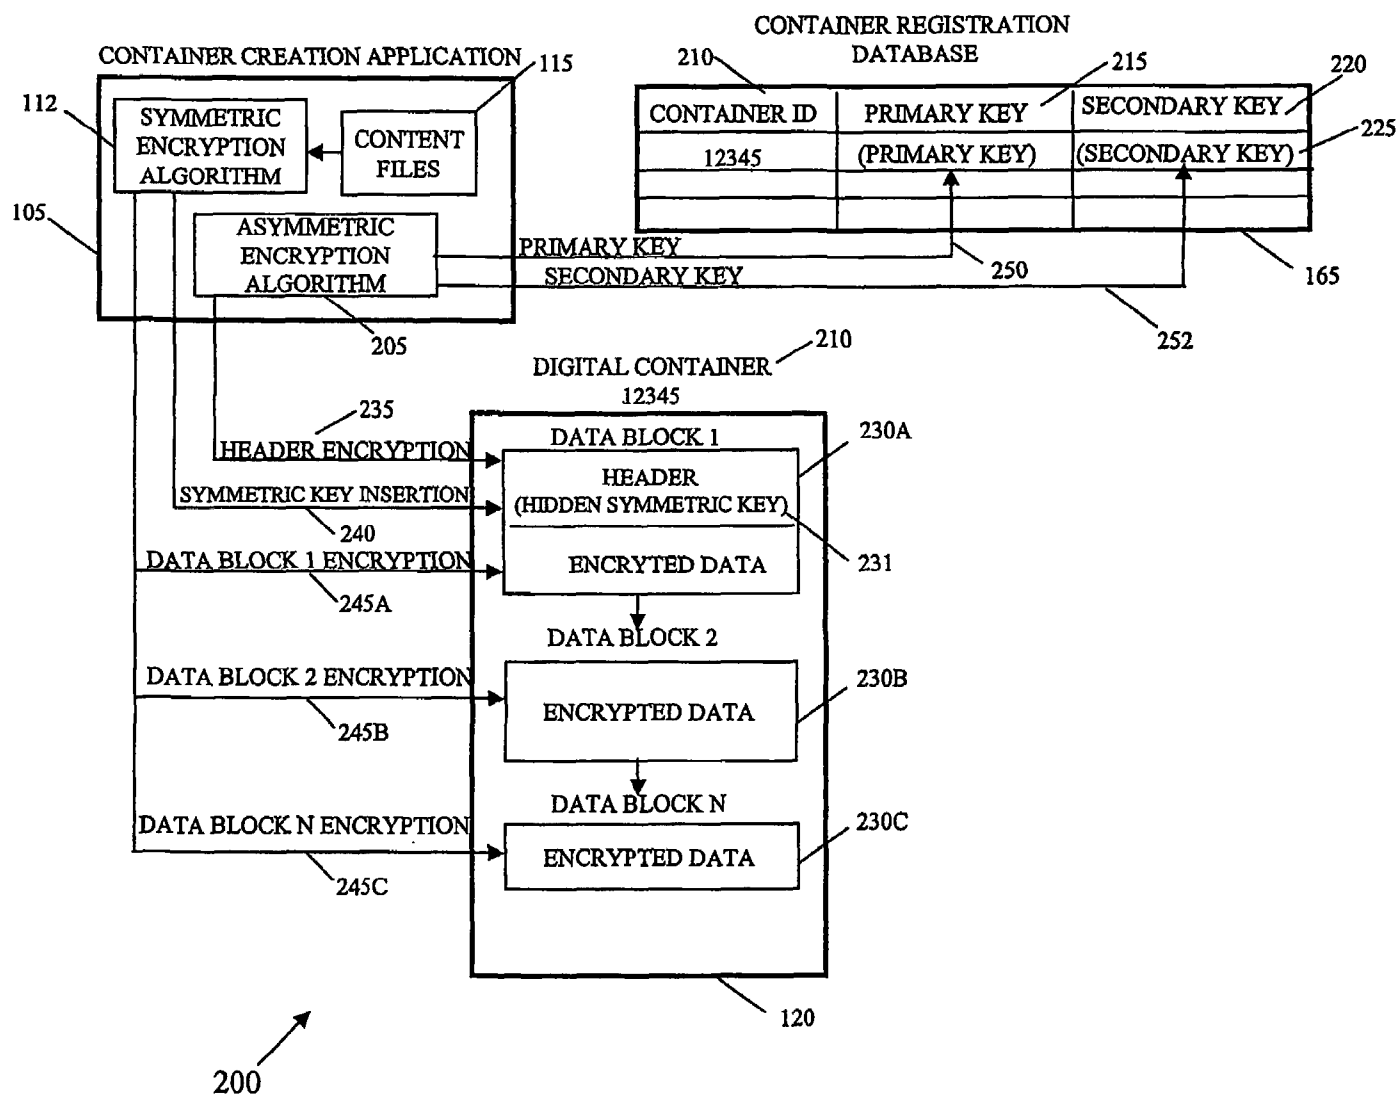 CONTAINER CREATION APPLICATION
115
112
SYMMETRIC
ENCRYPTION
ALGORITHM
CONTENT
FILES
105
ASYMMETRIC
ENCRYPTION
ALGORITHM
205
PRIMARY KEY
SECONDARY KEY
250
252
CONTAINER REGISTRATION
DATABASE
210
215
220
225
CONTAINER ID PRIMARY KEY SECONDARY KEY
12345 (PRIMARY KEY) (SECONDARY KEY)
165
DIGITAL CONTAINER
12345
210
235
HEADER ENCRYPTION
SYMMETRIC KEY INSERTION
240
DATA BLOCK 1 ENCRYPTION
245A
DATA BLOCK 2 ENCRYPTION
245B
DATA BLOCK N ENCRYPTION
245C
DATA BLOCK 1
230A
HEADER
(HIDDEN SYMMETRIC KEY)
231
ENCRYTED DATA
DATA BLOCK 2
230B
ENCRYPTED DATA
DATA BLOCK N
230C
ENCRYPTED DATA
120
200